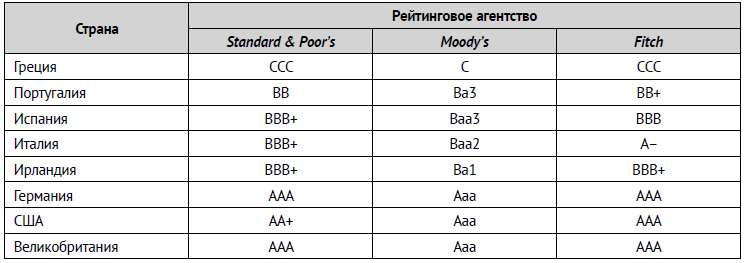 Страна Рейтинговое агентство
Standard & Poor's Moody's Fitch
Греция CCC C CCC
Португалия BB Ba3 BB+
Испания BBB+ Baa3 BBB
Италия BBB+ Baa2 A–
Ирландия BBB+ Ba1 BBB+
Германия AAA Aaa AAA
США AA+ Aaa AAA
Великобритания AAA Aaa AAA